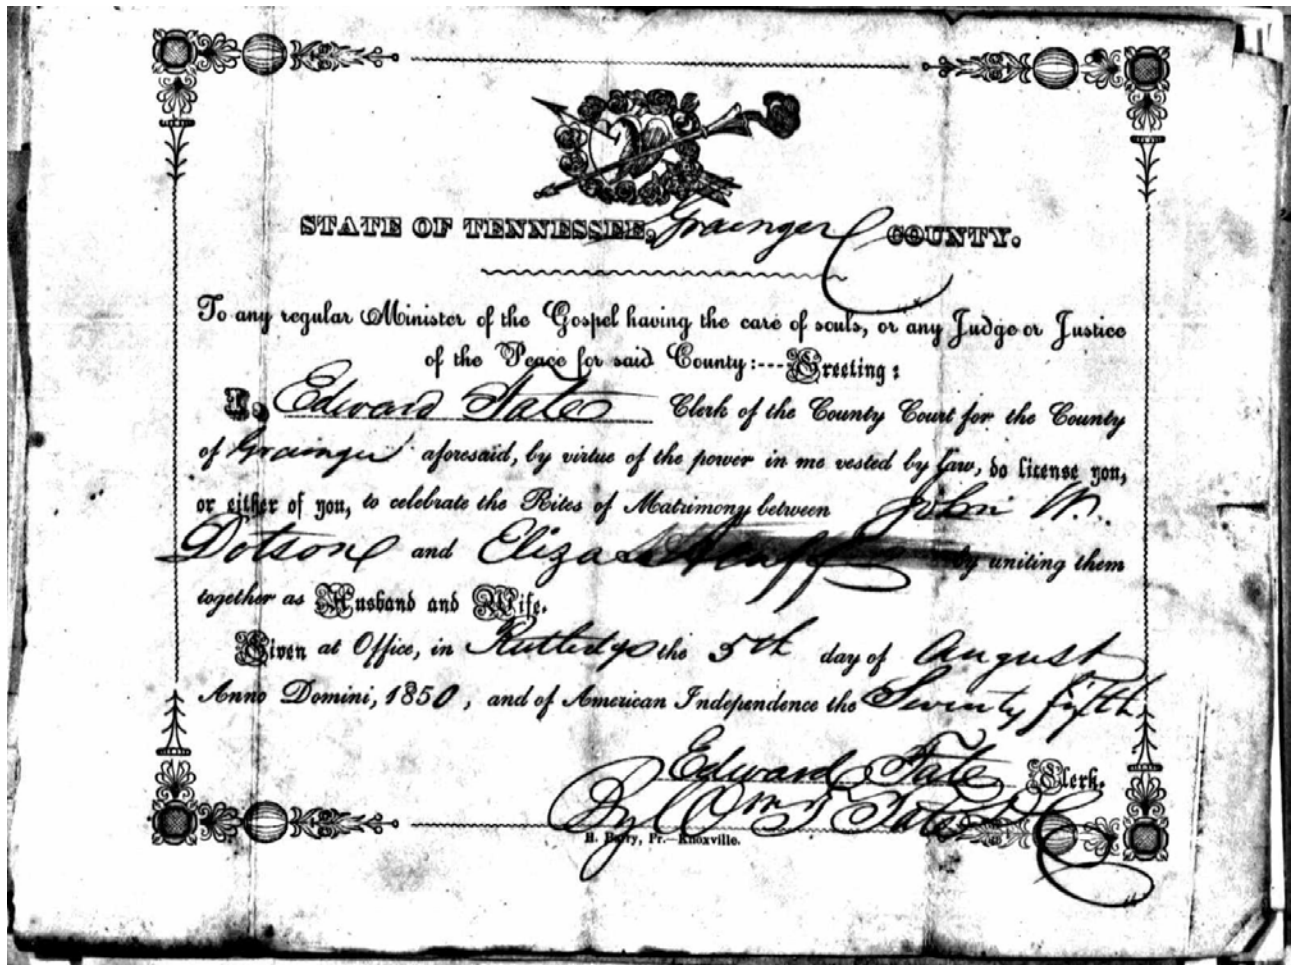 STATE OF TENNESSEE, Grainger COUNTY.
To any regular Minister of the Gospel having the care of souls, or any Judge or Justice
of the Peace for said County:---Greeting:
I, Edward Tate Clerk of the County Court for the County
of Grainger aforesaid, by virtue of the power in me vested by Law, do license you,
or either of you, to celebrate the Rites of Matrimony between John W.
Dotson and Eliza by uniting them
together as Husband and Wife.
Given at Office, in Rutledge the 5th day of August
Anno Domini, 1850, and of American Independence the Seventy fifth
Edward Tate Clerk.
By Tate D C
H. Barry, Pr.—Knoxville.